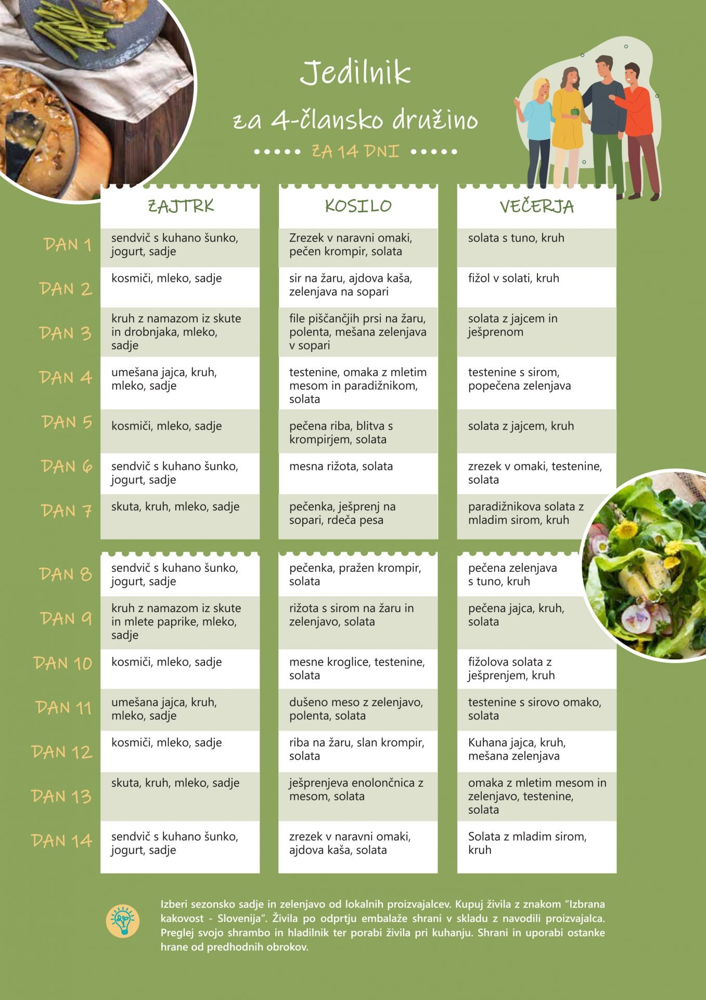 Jedilnik
za 4-člansko družino
ZA 14 DNI
ZAJTRK
KOSILO
VEČERJA
DAN 1
sendvič s kuhano šunko,
jogurt, sadje
Zrezek v naravni omaki,
pečen krompir, solata
solata s tuno, kruh
DAN 2
kosmiči, mleko, sadje
sir na žaru, ajdova kaša,
zelenjava na sopari
fižol v solati, kruh
DAN 3
kruh z namazom iz skute
in drobnjaka, mleko,
sadje
file piščančjih prsi na žaru,
polenta, mešana zelenjava
v sopari
solata z jajcem in
ješprenom
DAN 4
umešana jajca, kruh,
mleko, sadje
testenine, omaka z mletim
mesom in paradižnikom,
solata
testenine s sirom,
popečena zelenjava
DAN 5
kosmiči, mleko, sadje
pečena riba, blitva s
krompirjem, solata
solata z jajcem, kruh
DAN 6
sendvič s kuhano šunko,
jogurt, sadje
mesna rižota, solata
zrezek v omaki, testenine,
solata
DAN 7
skuta, kruh, mleko, sadje
pečenka, ješprenj na
sopari, rdeča pesa
paradižnikova solata z
mladim sirom, kruh
DAN 8
sendvič s kuhano šunko,
jogurt, sadje
pečenka, pražen krompir,
solata
pečena zelenjava
s tuno, kruh
DAN 9
kruh z namazom iz skute
in mlete paprike, mleko,
sadje
rižota s sirom na žaru in
zelenjavo, solata
pečena jajca, kruh,
solata
DAN 10
kosmiči, mleko, sadje
mesne kroglice, testenine,
solata
fižolova solata z
ješprenjem, kruh
DAN 11
umešana jajca, kruh,
mleko, sadje
dušeno meso z zelenjavo,
polenta, solata
testenine s sirovo omako,
solata
DAN 12
kosmiči, mleko, sadje
riba na žaru, slan krompir,
solata
Kuhana jajca, kruh,
mešana zelenjava
DAN 13
skuta, kruh, mleko, sadje
ješprenjeva enolončnica z
mesom, solata
omaka z mletim mesom in
zelenjavo, testenine,
solata
DAN 14
sendvič s kuhano šunko,
jogurt, sadje
zrezek v naravni omaki,
ajdova kaša, solata
Solata z mladim sirom,
kruh
Izberi sezonsko sadje in zelenjavo od lokalnih proizvajalcev. Kupuj živila z znakom “Izbrana
kakovost - Slovenija”. Živila po odprtju embalaže shrani v skladu z navodili proizvajalca.
Preglej svojo shrambo in hladilnik ter porabi živila pri kuhanju. Shrani in uporabi ostanke
hrane od predhodnih obrokov.